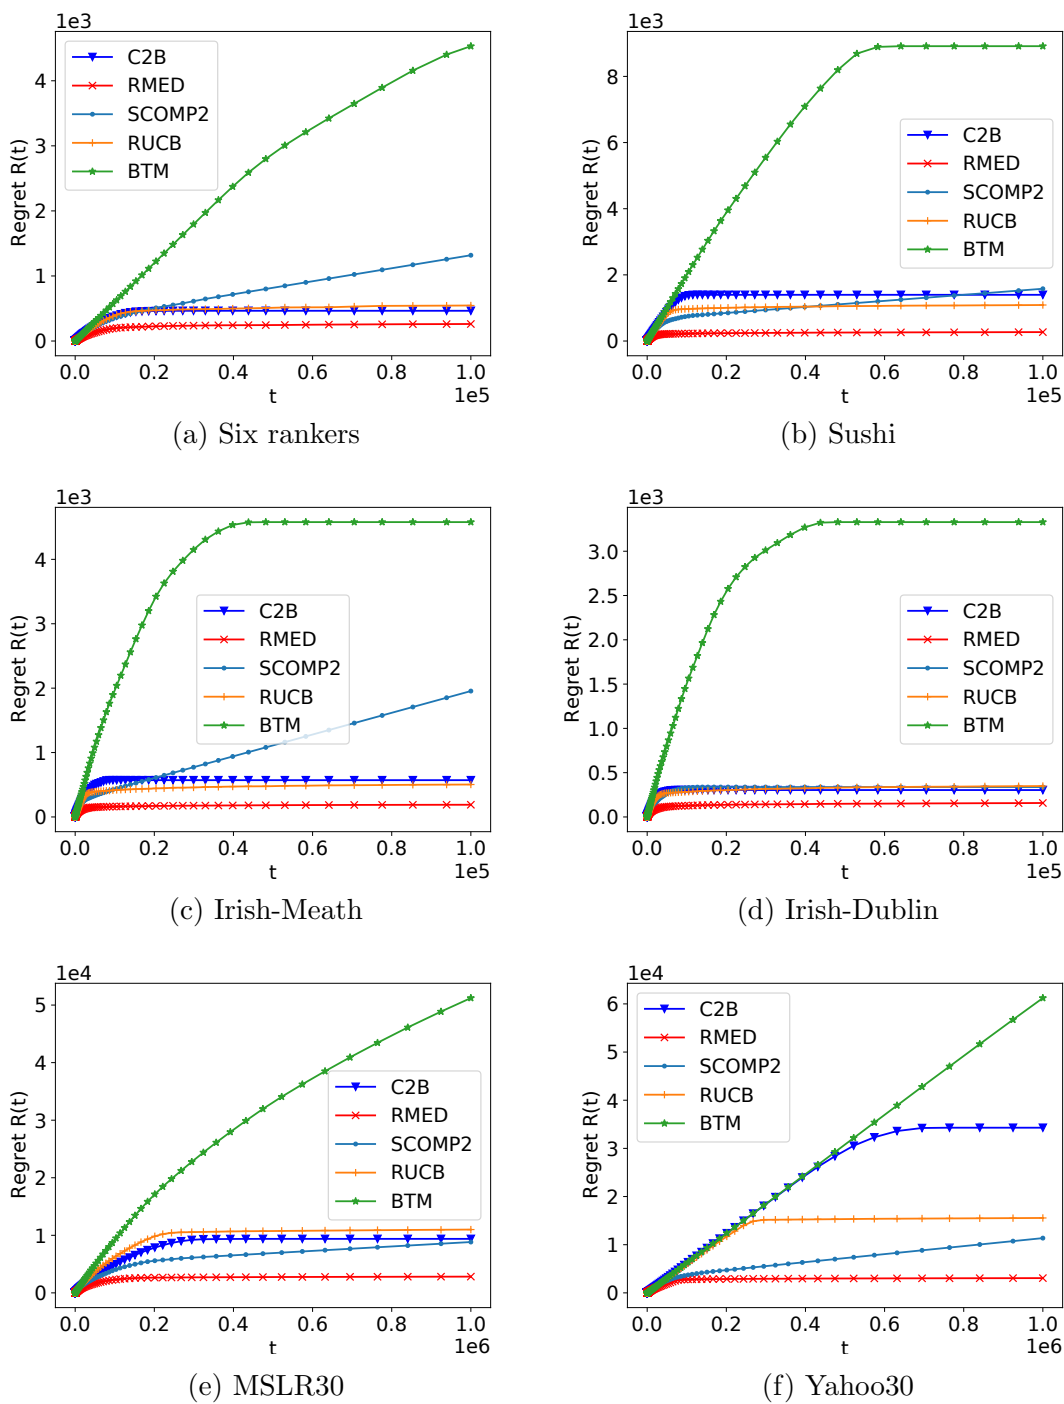 1e3
Regret R(t)
4
3
2
1
0
C2B
RMED
SCOMP2
RUCB
BTM
0.0 0.2 0.4 0.6 0.8 1.0
t
1e5
(a) Six rankers
1e3
Regret R(t)
8
6
4
2
0
C2B
RMED
SCOMP2
RUCB
BTM
0.0 0.2 0.4 0.6 0.8 1.0
t
1e5
(b) Sushi
1e3
Regret R(t)
4
3
2
1
0
C2B
RMED
SCOMP2
RUCB
BTM
0.0 0.2 0.4 0.6 0.8 1.0
t
1e5
(c) Irish-Meath
1e3
Regret R(t)
3.0
2.5
2.0
1.5
1.0
0.5
0.0
C2B
RMED
SCOMP2
RUCB
BTM
0.0 0.2 0.4 0.6 0.8 1.0
t
1e5
(d) Irish-Dublin
1e4
Regret R(t)
5
4
3
2
1
0
C2B
RMED
SCOMP2
RUCB
BTM
0.0 0.2 0.4 0.6 0.8 1.0
t
1e6
(e) MSLR30
1e4
Regret R(t)
6
5
4
3
2
1
0
C2B
RMED
SCOMP2
RUCB
BTM
0.0 0.2 0.4 0.6 0.8 1.0
t
1e6
(f) Yahoo30